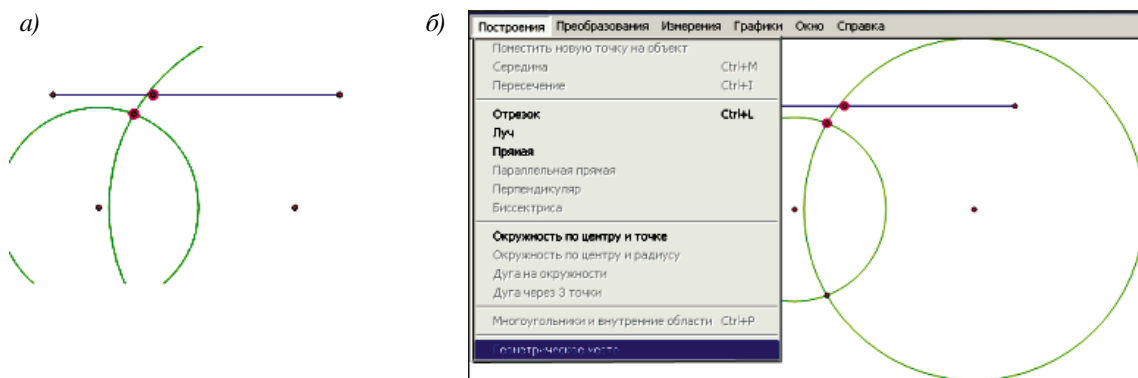 а)
б)
Построения Преобразования Измерения Графики Окно Справка
Поместить новую точку на объект
Середина Ctrl+M
Пересечение Ctrl+I
Отрезок Ctrl+L
Луч
Прямая
Параллельная прямая
Перпендикуляр
Биссектриса
Окружность по центру и точке
Окружность по центру и радиусу
Дуга на окружности
Дуга через 3 точки
Многоугольники и внутренние области Ctrl+P
Геометрическое место